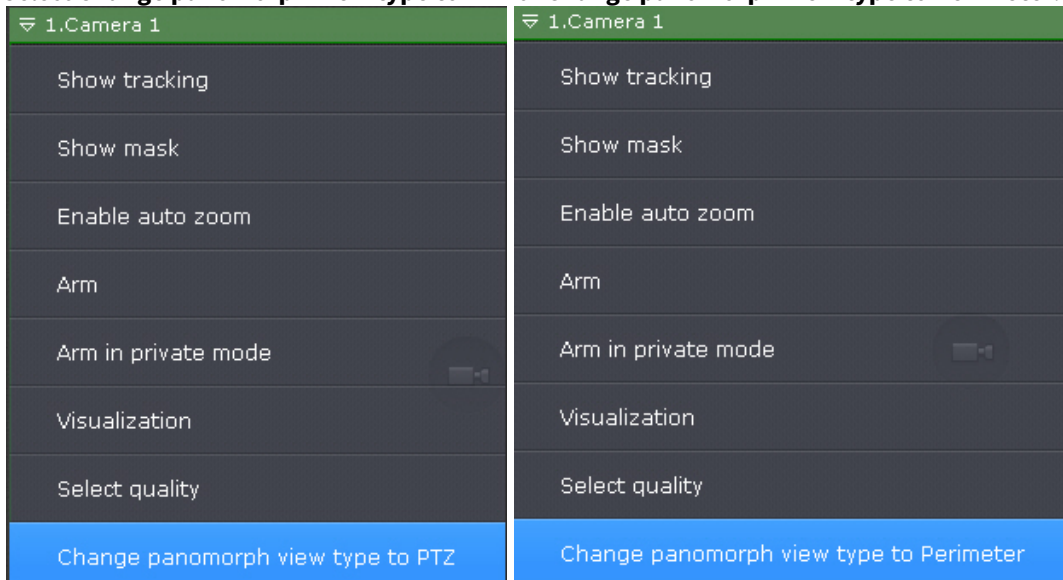 1.Camera 1
Show tracking
Show mask
Enable auto zoom
Arm
Arm in private mode
Visualization
Select quality
Change panomorph view type to PTZ
1.Camera 1
Show tracking
Show mask
Enable auto zoom
Arm
Arm in private mode
Visualization
Select quality
Change panomorph view type to Perimeter